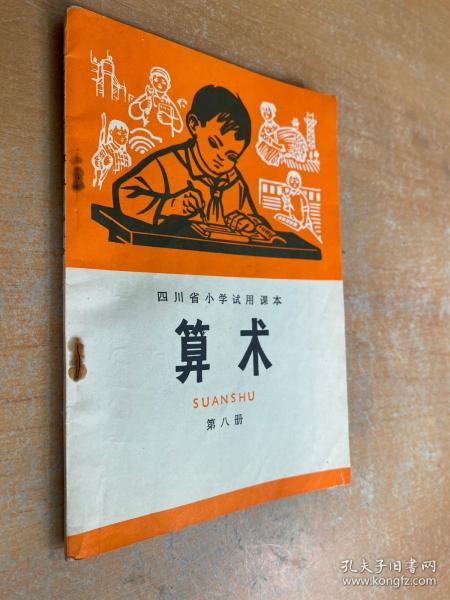 四川省小学试用课本
算术
SUANSHU
第八册
孔夫子旧书网
www.kongfz.com